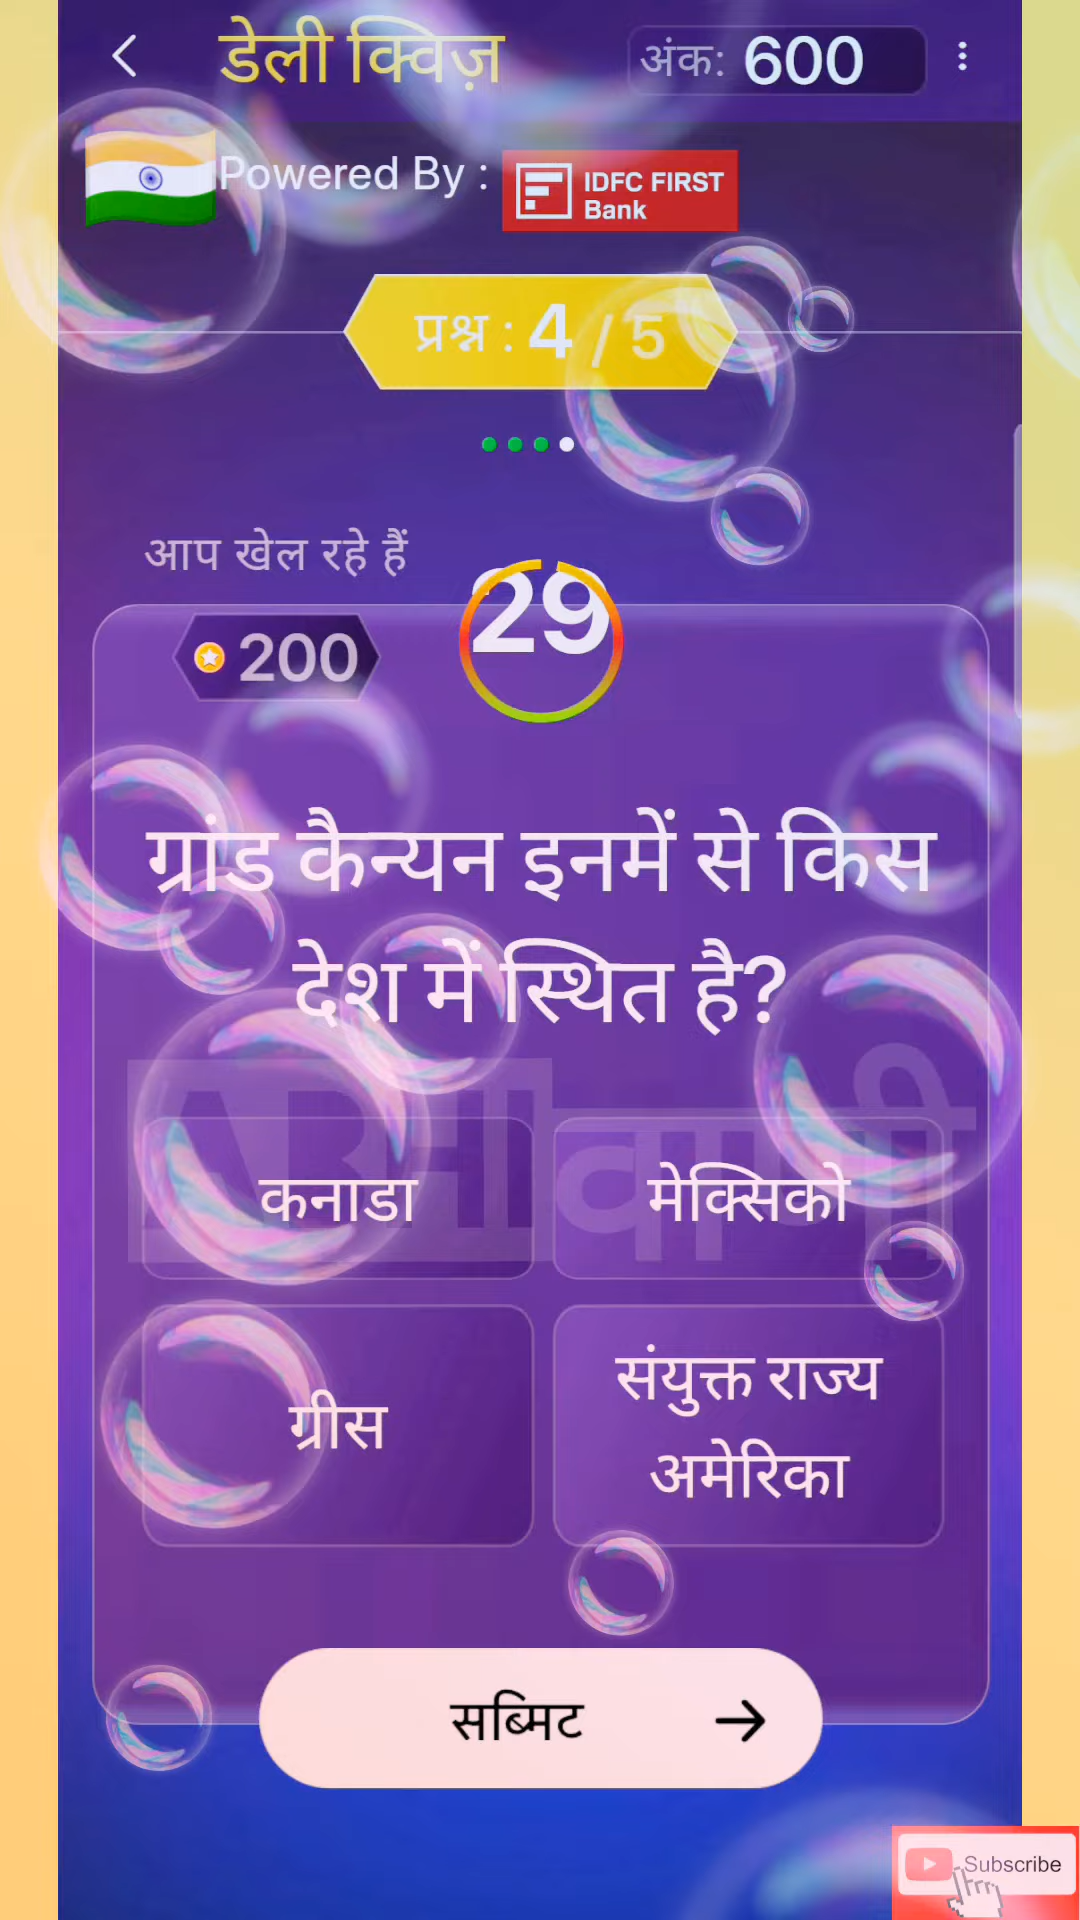 डेली क्विज़
अंक: 600
Powered By :
IDFC FIRST
Bank
प्रश्न : 4 / 5
आप खेल रहे हैं
29
200
ग्रांड कैन्यन इनमें से किस
देश में स्थित है?
कनाडा
मेक्सिको
ग्रीस
संयुक्त राज्य
अमेरिका
सब्मिट
Subscribe